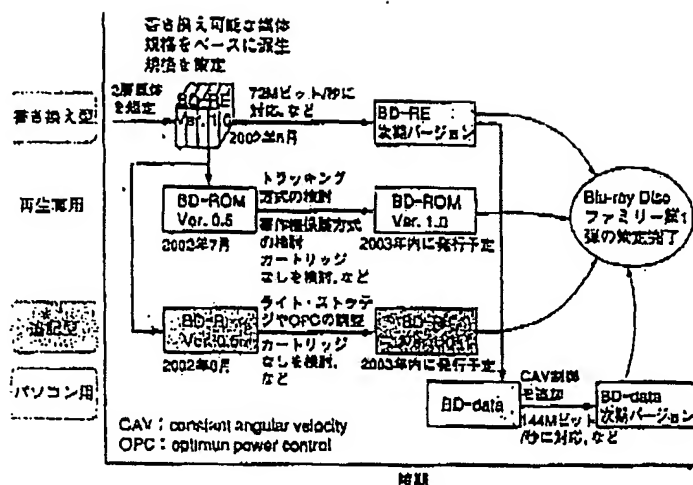 書き換え可能な媒体
規格をベースに派生
規格を策定
2層媒体
を規定
書き換え型
BD-RE
Ver. 1.0
72Mビット/秒に
対応, など
BD-RE
次期バージョン
再生専用
BD-ROM
Ver. 0.5
2002年7月
トラッキング
方式の検討
著作権保護方式
の検討
カートリッジ
なしを検討, など
BD-ROM
Ver. 1.0
2003年内に発行予定
Blu-ray Disc
ファミリー第1
弾の策定完了
追記型
BD-R
Ver. 0.5
2002年8月
ライト・ストラテ
ジやOPCの調整
カートリッジ
なしを検討,
など
2003年内に発行予定
パソコン用
BD-data
CAV制御
を追加
144Mビット
/秒に対応, など
BD-data
次期バージョン
CAV：constant angular velocity
OPC：optimun power control
時期